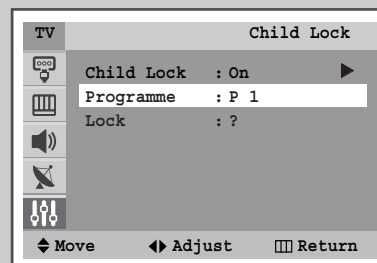 TV Child Lock
Child Lock : On
Programme : P 1
Lock : ?
Move Adjust Return